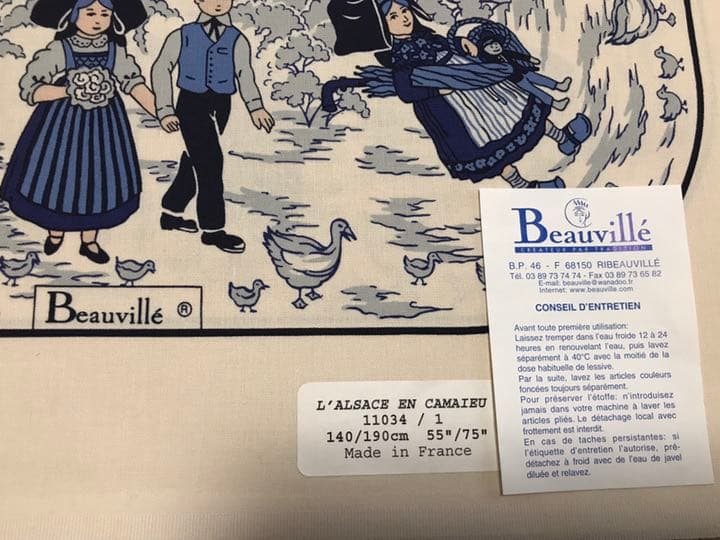 Beauvillé ®
L'ALSACE EN CAMAIEU
11034 / 1
140/190cm 55"/75"
Made in France
Beauvillé
CREATEUR PAR TRADITION
B.P. 46 - F 68150 RIBEAUVILLÉ
Tél. 03 89 73 74 74 - Fax 03 89 73 65 82
E-mail: beauville@wanadoo.fr
Internet: www.beauville.com
CONSEIL D'ENTRETIEN
Avant toute première utilisation:
Laissez tremper dans l'eau froide 12 à 24
heures en renouvelant l'eau, puis lavez
séparément à 40°C avec la moitié de la
dose habituelle de lessive.
Par la suite, lavez les articles couleurs
foncées toujours séparément.
Pour préserver l'étoffe: n'introduisez
jamais dans votre machine à laver les
articles pliés. Le détachage local avec
frottement est interdit.
En cas de taches persistantes: si
l'étiquette d'entretien l'autorise, pré-
détachez à froid avec de l'eau de javel
diluée et relavez.